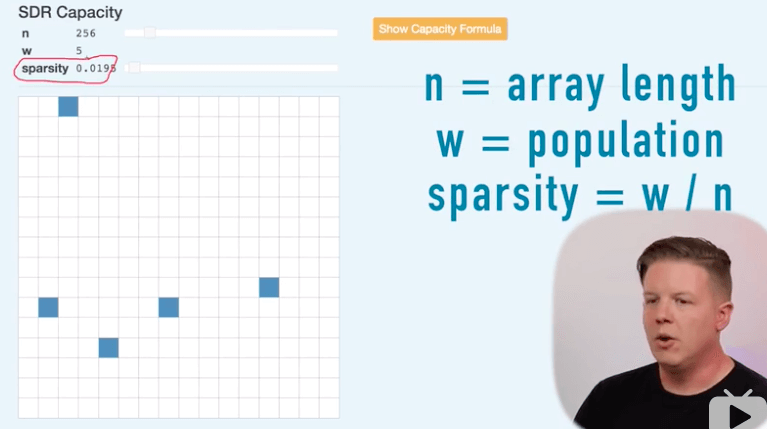 SDR Capacity
n 256
w 5
sparsity 0.0195
Show Capacity Formula
n = array length
w = population
sparsity = w / n